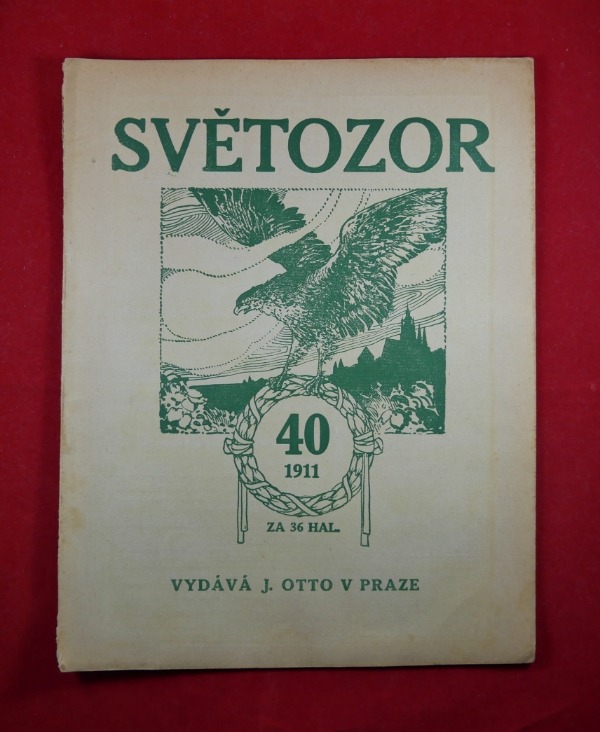 SVĚTOZOR
40
1911
ZA 36 HAL.
VYDÁVÁ J. OTTO V PRAZE